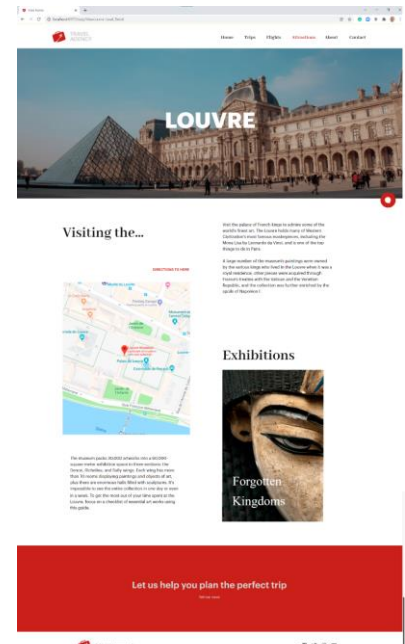 TRAVEL
AGENCY
Home Trips Flights Attractions About Contact
LOUVRE
Visiting the...
Visit the palace of French kings to admire some of the
world's finest art. The Louvre holds many of Western
Civilization's most famous masterpieces, including the
Mona Lisa by Leonardo da Vinci, and is one of the top
things to do in Paris.
A large number of the museum's paintings were owned
by the various kings who lived in the Louvre when it was a
royal residence, other pieces were acquired through
France's treaties with the Vatican and the Venetian
Republic, and the collection was further enriched by the
spoils of Napoléon I.
DIRECTIONS TO HERE
Exhibitions
Forgotten
Kingdoms
The museum packs
artworks into a
square-meter exhibition space in three sections: the
Denon, Richelieu, and Sully wings. Each wing has more
than 70 rooms displaying paintings and objects of art,
plus there are enormous halls filled with sculptures. It's
impossible to see the entire collection in one day or even
in a week. To get the most out of your time spent at the
Louvre, focus on a checklist of essential art works using
this guide.
Let us help you plan the perfect trip